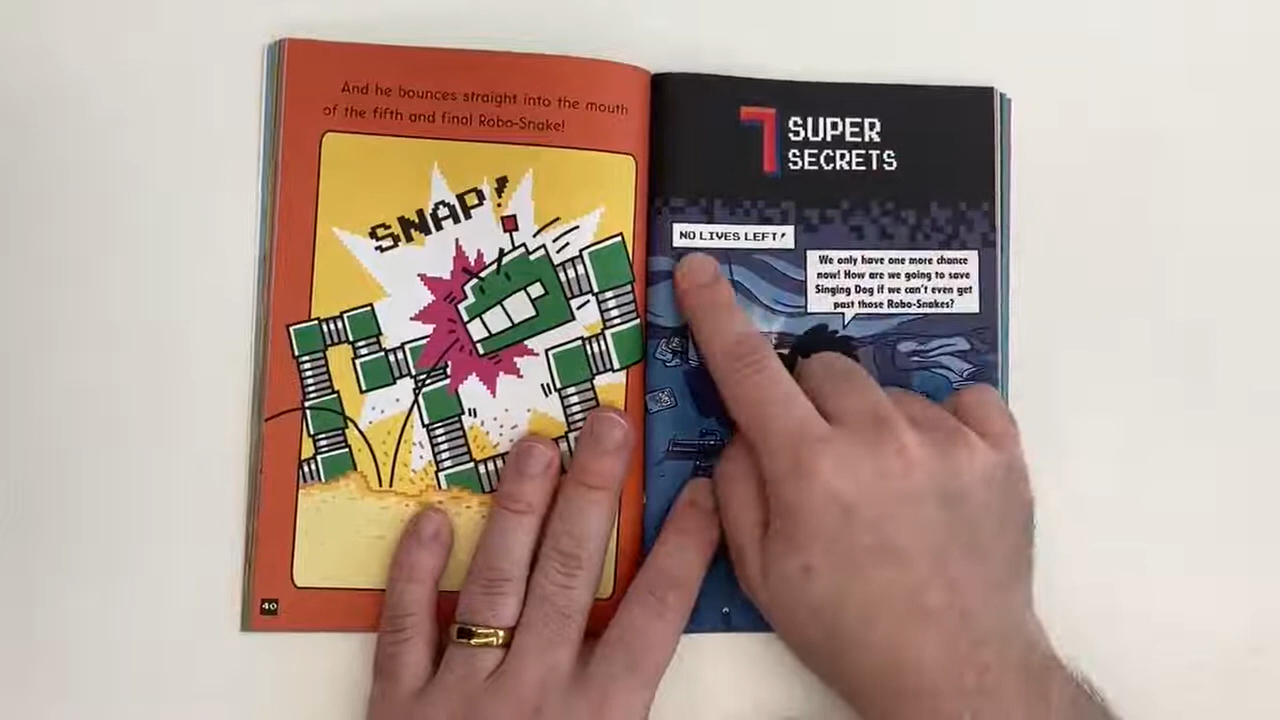 And he bounces straight into the mouth
of the fifth and final Robo-Snake!
SNAP!
40
7
SUPER
SECRETS
NO LIVES LEFT!
We only have one more chance
now! How are we going to save
Singing Dog if we can't even get
past those Robo-Snakes?